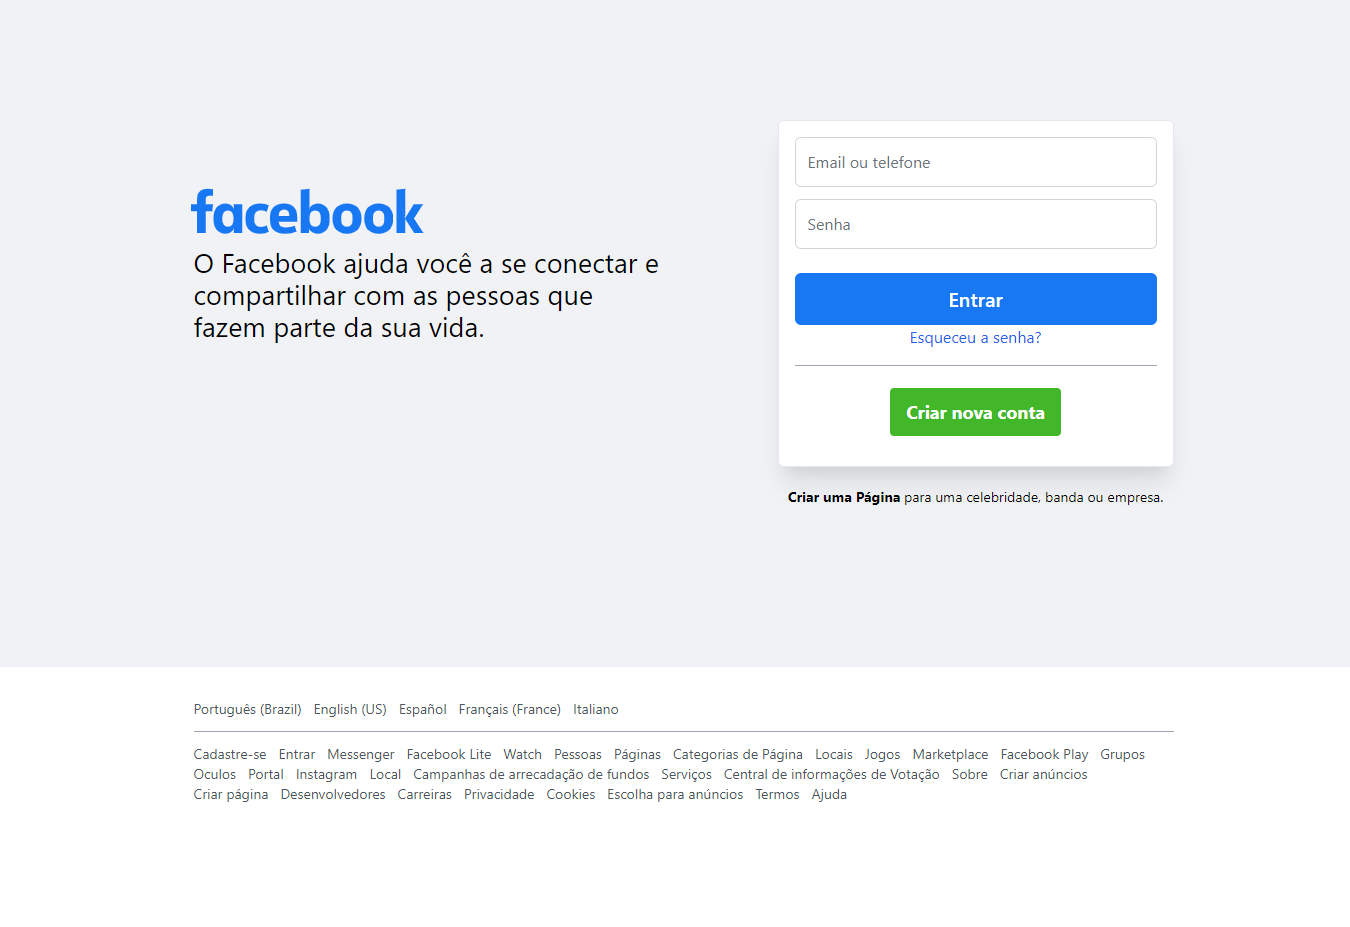 facebook
O Facebook ajuda você a se conectar e
compartilhar com as pessoas que
fazem parte da sua vida.
Email ou telefone
Senha
Entrar
Esqueceu a senha?
Criar nova conta
Criar uma Página para uma celebridade, banda ou empresa.
Português (Brazil) English (US) Español Français (France) Italiano
Cadastre-se Entrar Messenger Facebook Lite Watch Pessoas Páginas Categorias de Página Locais Jogos Marketplace Facebook Play Grupos
Oculos Portal Instagram Local Campanhas de arrecadação de fundos Serviços Central de informações de Votação Sobre Criar anúncios
Criar página Desenvolvedores Carreiras Privacidade Cookies Escolha para anúncios Termos Ajuda